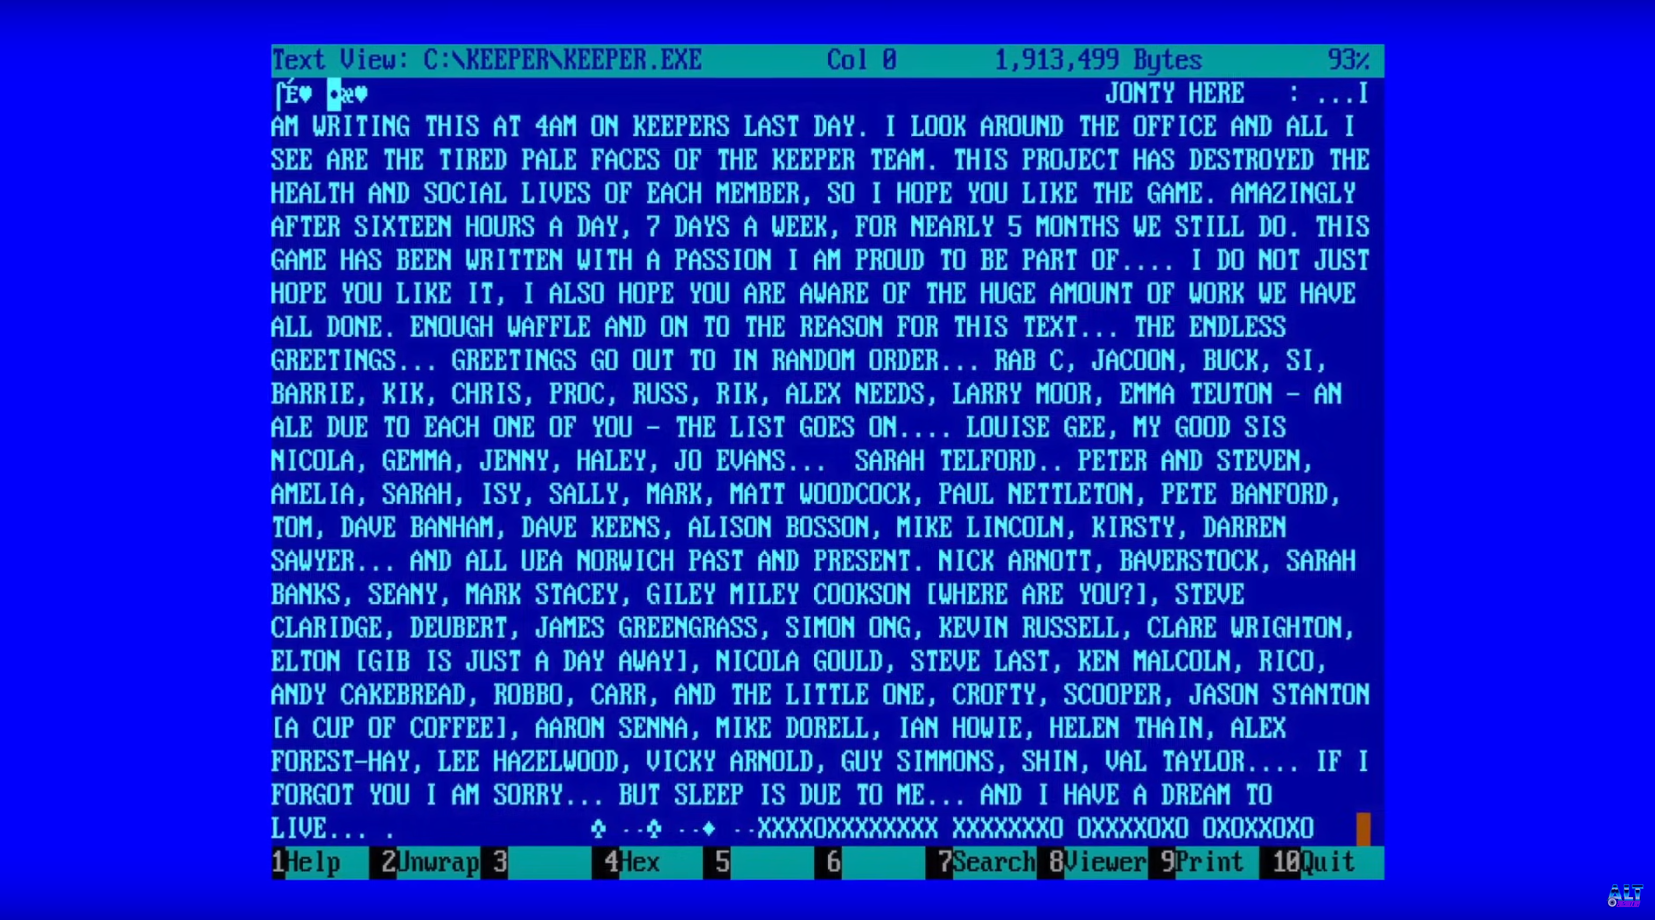 Text View: C:\KEEPER\KEEPER.EXE Col 0 1,913,499 Bytes 93%
JONTY HERE : ...I
AM WRITING THIS AT 4AM ON KEEPERS LAST DAY. I LOOK AROUND THE OFFICE AND ALL I
SEE ARE THE TIRED PALE FACES OF THE KEEPER TEAM. THIS PROJECT HAS DESTROYED THE
HEALTH AND SOCIAL LIVES OF EACH MEMBER, SO I HOPE YOU LIKE THE GAME. AMAZINGLY
AFTER SIXTEEN HOURS A DAY, 7 DAYS A WEEK, FOR NEARLY 5 MONTHS WE STILL DO. THIS
GAME HAS BEEN WRITTEN WITH A PASSION I AM PROUD TO BE PART OF.... I DO NOT JUST
HOPE YOU LIKE IT, I ALSO HOPE YOU ARE AWARE OF THE HUGE AMOUNT OF WORK WE HAVE
ALL DONE. ENOUGH WAFFLE AND ON TO THE REASON FOR THIS TEXT... THE ENDLESS
GREETINGS... GREETINGS GO OUT TO IN RANDOM ORDER... RAB C, JACOON, BUCK, SI,
BARRIE, KIK, CHRIS, PROC, RUSS, RIK, ALEX NEEDS, LARRY MOOR, EMMA TEUTON - AN
ALE DUE TO EACH ONE OF YOU - THE LIST GOES ON.... LOUISE GEE, MY GOOD SIS
NICOLA, GEMMA, JENNY, HALEY, JO EVANS...  SARAH TELFORD.. PETER AND STEVEN,
AMELIA, SARAH, ISY, SALLY, MARK, MATT WOODCOCK, PAUL NETTLETON, PETE BANFORD,
TOM, DAVE BANHAM, DAVE KEENS, ALISON BOSSON, MIKE LINCOLN, KIRSTY, DARREN
SAWYER... AND ALL UEA NORWICH PAST AND PRESENT. NICK ARNOTT, BAVERSTOCK, SARAH
BANKS, SEANY, MARK STACEY, GILEY MILEY COOKSON [WHERE ARE YOU?], STEVE
CLARIDGE, DEUBERT, JAMES GREENGRASS, SIMON ONG, KEVIN RUSSELL, CLARE WRIGHTON,
ELTON [GIB IS JUST A DAY AWAY], NICOLA GOULD, STEVE LAST, KEN MALCOLN, RICO,
ANDY CAKEBREAD, ROBBO, CARR, AND THE LITTLE ONE, CROFTY, SCOOPER, JASON STANTON
[A CUP OF COFFEE], AARON SENNA, MIKE DORELL, IAN HOWIE, HELEN THAIN, ALEX
FOREST-HAY, LEE HAZELWOOD, VICKY ARNOLD, GUY SIMMONS, SHIN, VAL TAYLOR.... IF I
FORGOT YOU I AM SORRY... BUT SLEEP IS DUE TO ME... AND I HAVE A DREAM TO
LIVE... . ♣ --♣ --♦ --XXXXOXXXXXXXX XXXXXXXO OXXXXOXO OXOXXOXO
1Help 2Unwrap 3 4Hex 5 6 7Search 8Viewer 9Print 10Quit
ALT